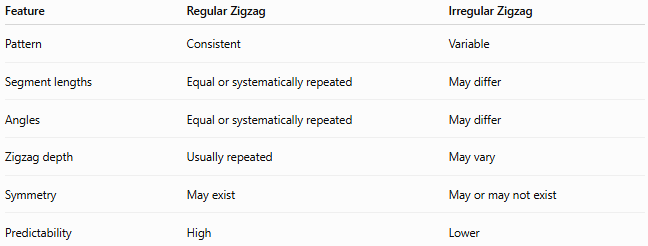 Feature Regular Zigzag Irregular Zigzag
Pattern Consistent Variable
Segment lengths Equal or systematically repeated May differ
Angles Equal or systematically repeated May differ
Zigzag depth Usually repeated May vary
Symmetry May exist May or may not exist
Predictability High Lower